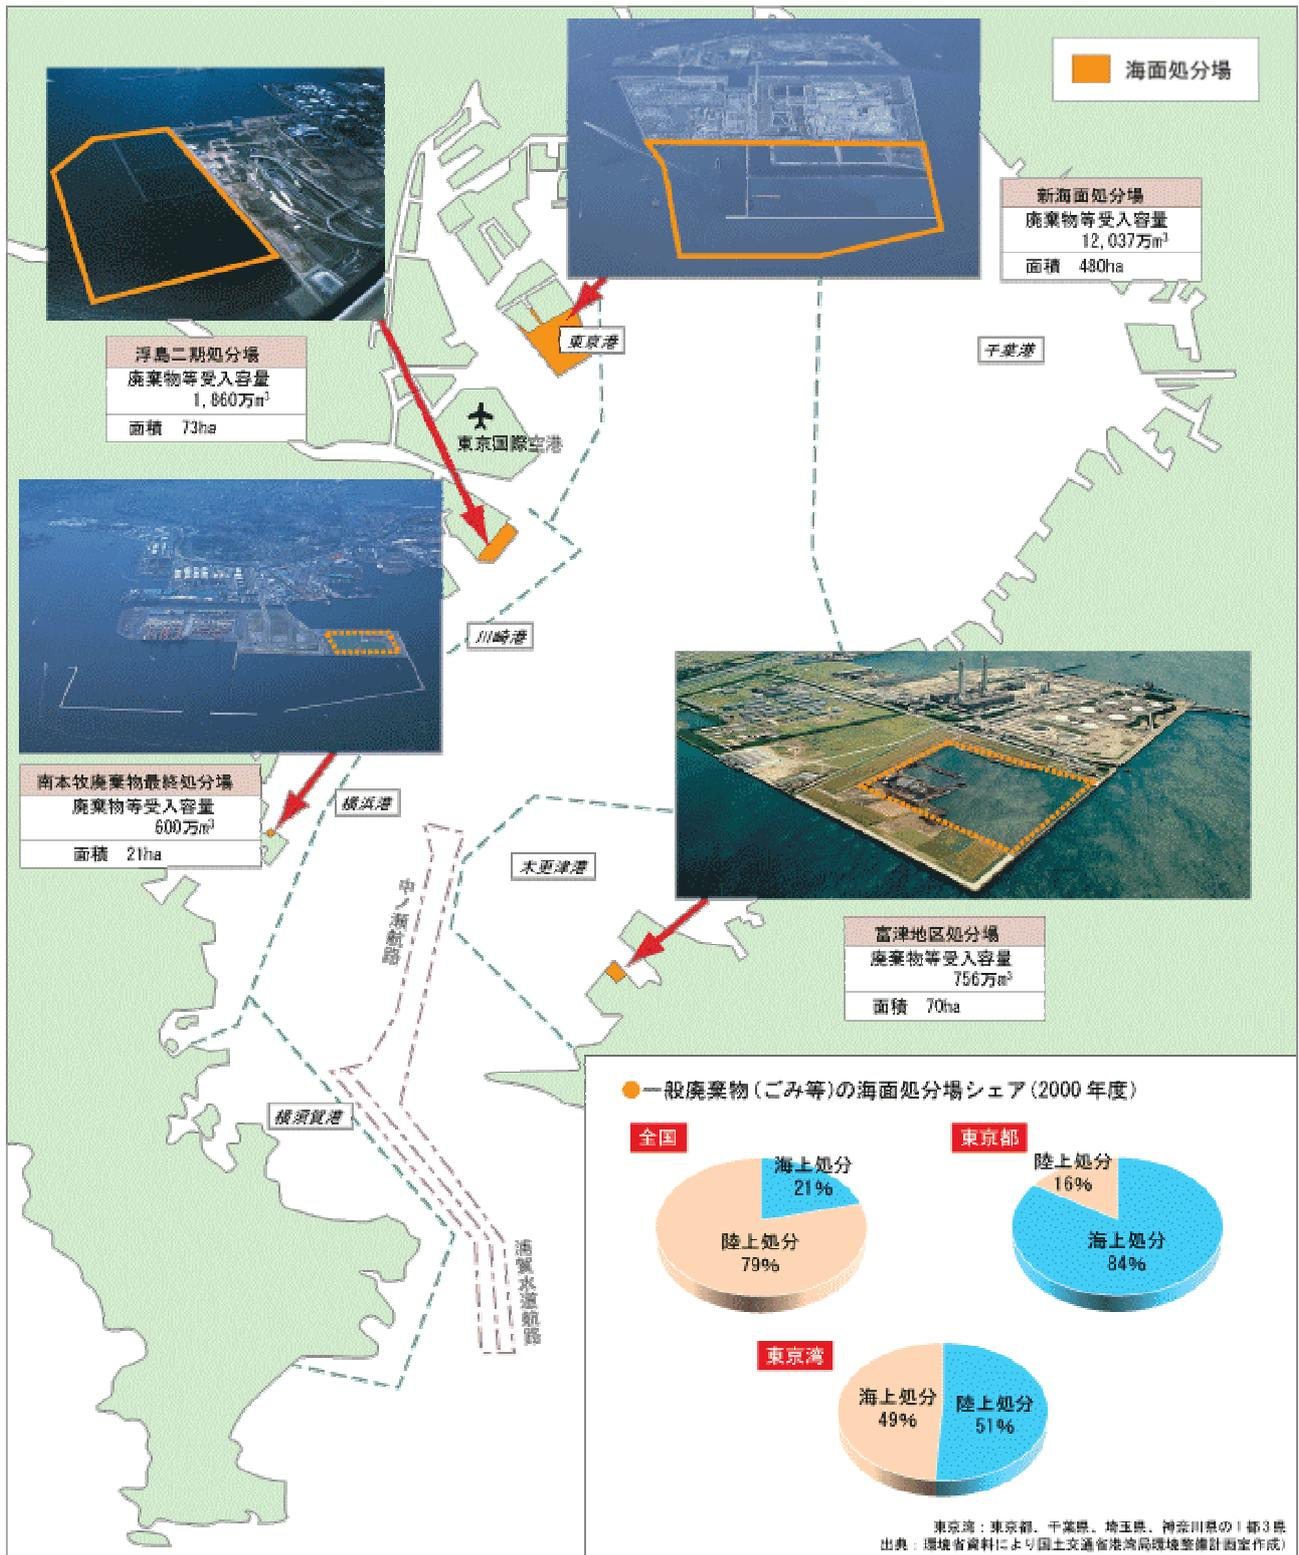 海面処分場
新海面処分場
廃棄物等受入容量
12,037万m³
面積 480ha
東京港
千葉港
浮島二期処分場
廃棄物等受入容量
1,860万m³
面積 73ha
東京国際空港
川崎港
南本牧廃棄物最終処分場
廃棄物等受入容量
600万m³
面積 21ha
横浜港
木更津港
中ノ瀬航路
富津地区処分場
廃棄物等受入容量
756万m³
面積 70ha
横須賀港
浦賀水道航路
●一般廃棄物(ごみ等)の海面処分場シェア(2000年度)
全国
海上処分
21%
陸上処分
79%
東京都
陸上処分
16%
海上処分
84%
東京湾
海上処分
49%
陸上処分
51%
東京湾:東京都、千葉県、埼玉県、神奈川県の1都3県
出典:環境省資料により国土交通省港湾局環境整備計画室作成)